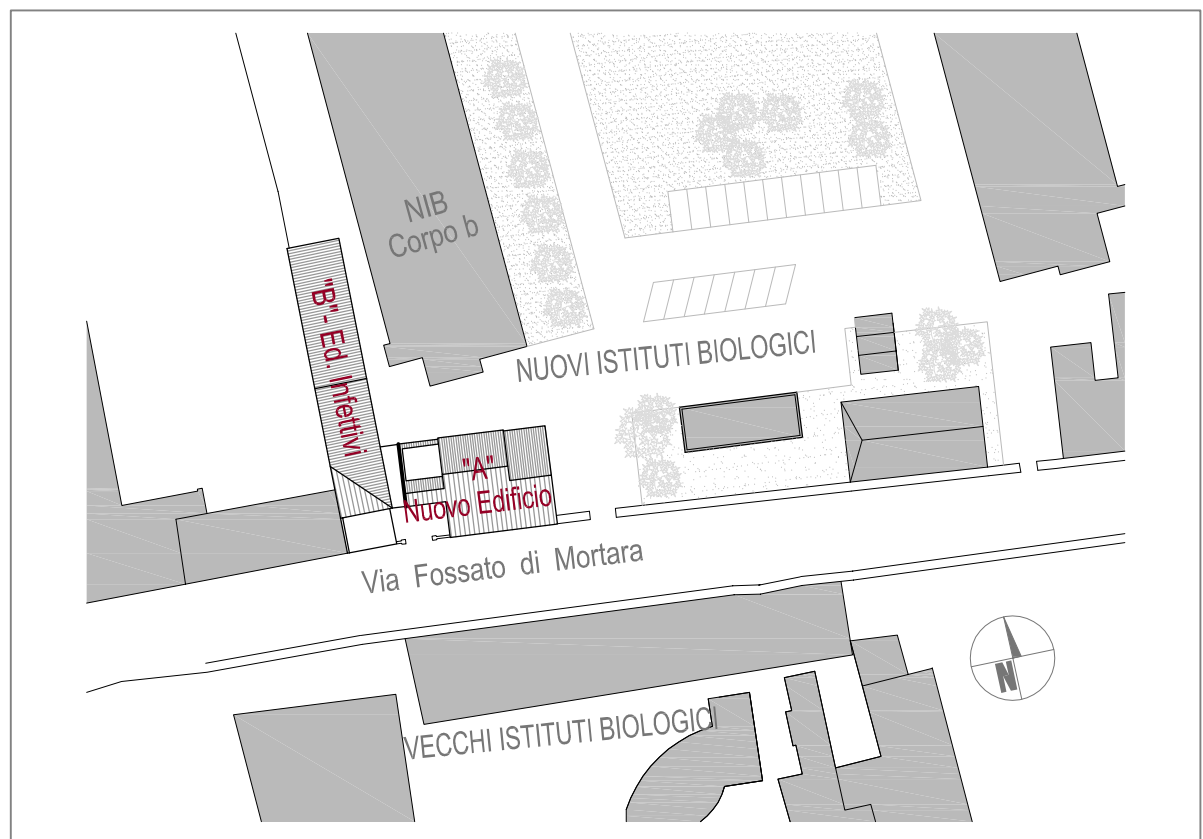 NIB
Corpo b
"B"- Ed. Infettivi
NUOVI ISTITUTI BIOLOGICI
"A"
Nuovo Edificio
Via Fossato di Mortara
N
VECCHI ISTITUTI BIOLOGICI